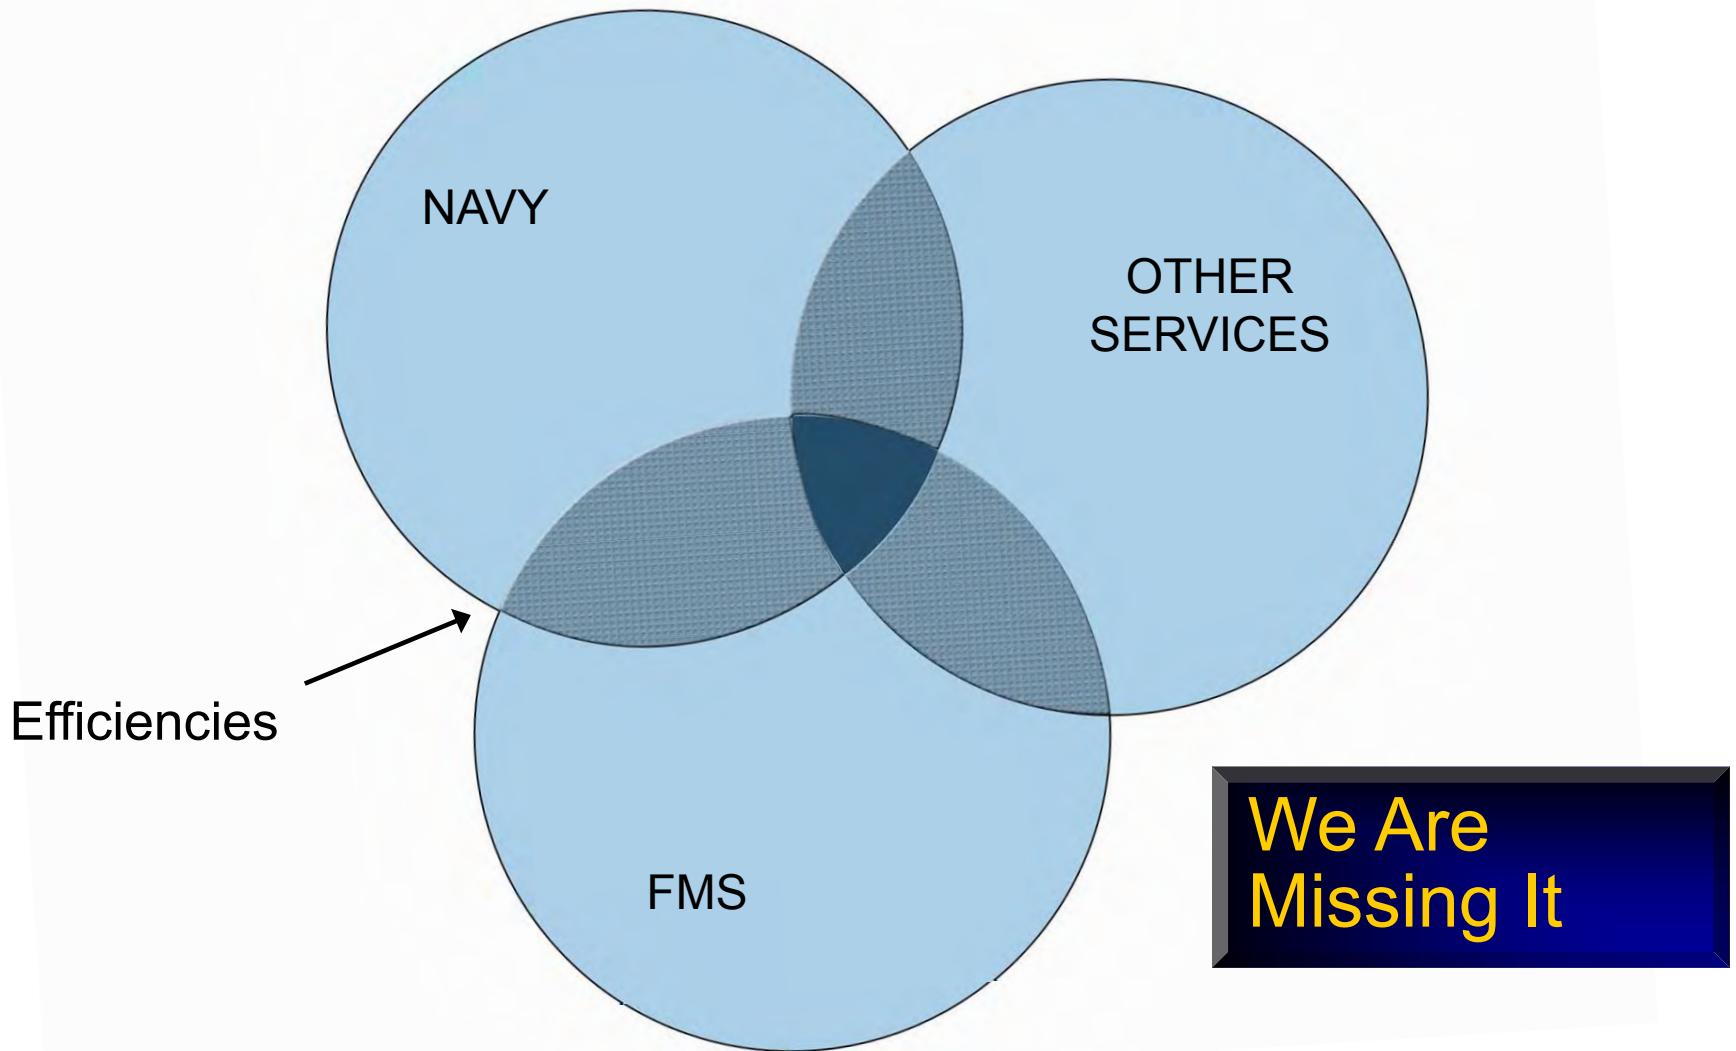 NAVY
OTHER
SERVICES
Efficiencies
FMS
We Are
Missing It